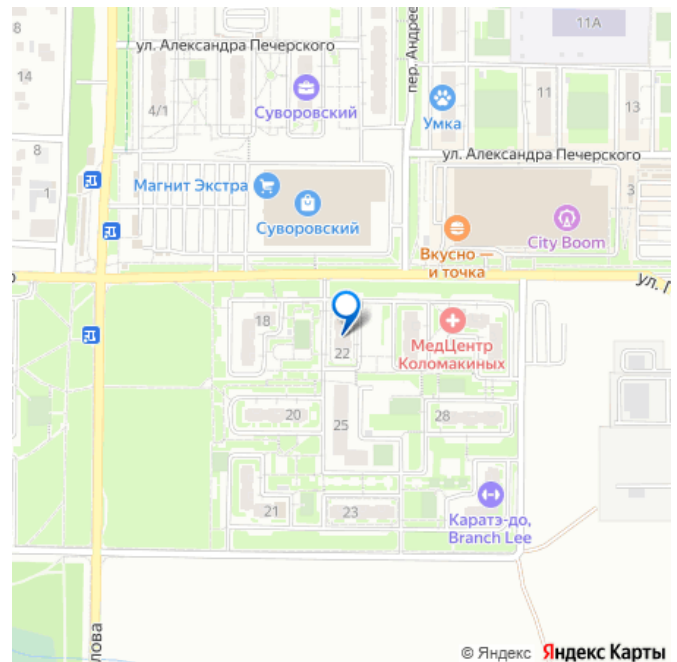 8
14
ул. Александра Печерского
4/1
Суворовский
пер. Андрее
11А
Умка
11
13
ул. Александра Печерского
8
1
Магнит Экстра
Суворовский
3
City Boom
Вкусно —
и точка
о
ул. Г
18
22
МедЦентр
Коломакиных
20
25
28
21
23
Каратэ-до,
Branch Lee
лова
© Яндекс Яндекс Карты